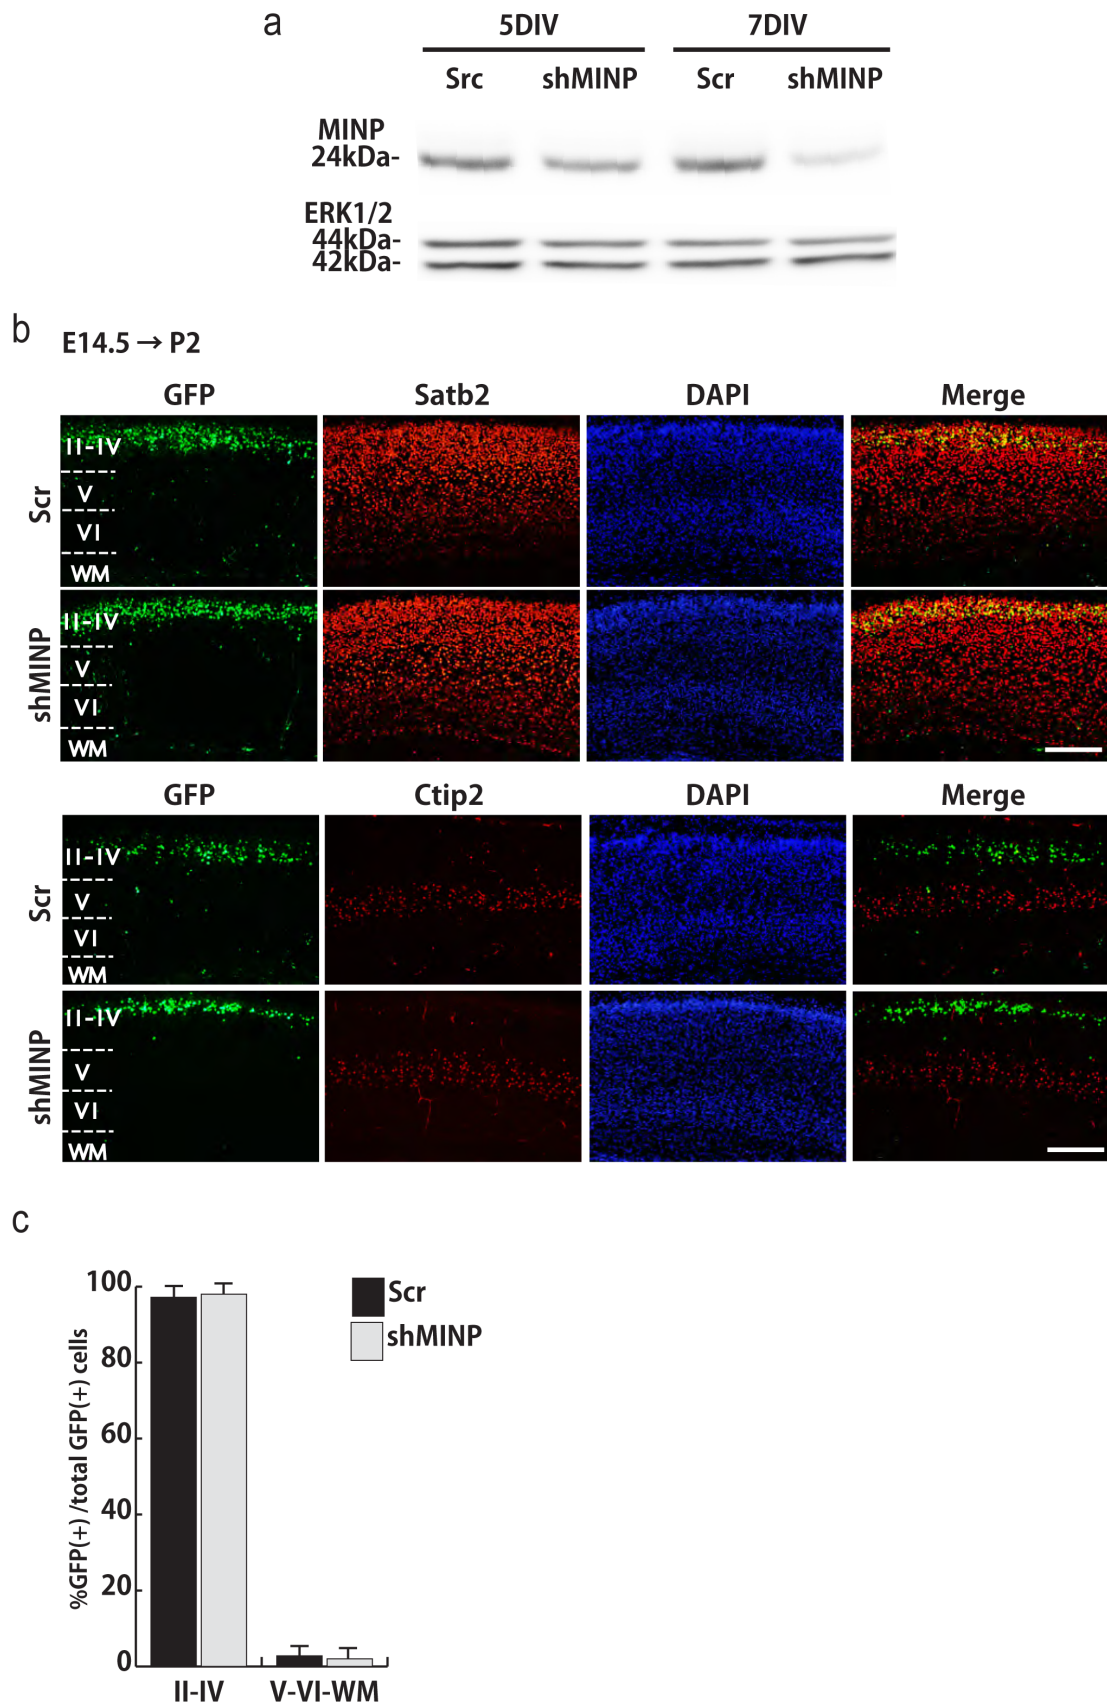 a
5DIV 7DIV
Src shMINP Scr shMINP
MINP
24kDa-
ERK1/2
44kDa-
42kDa-
b
E14.5 → P2
GFP Satb2 DAPI Merge
Scr
II-IV
V
VI
WM
shMINP
II-IV
V
VI
WM
GFP Ctip2 DAPI Merge
Scr
II-IV
V
VI
WM
shMINP
II-IV
V
VI
WM
c
%GFP(+) /total GFP(+) cells
100
80
60
40
20
0
Scr
shMINP
II-IV V-VI-WM